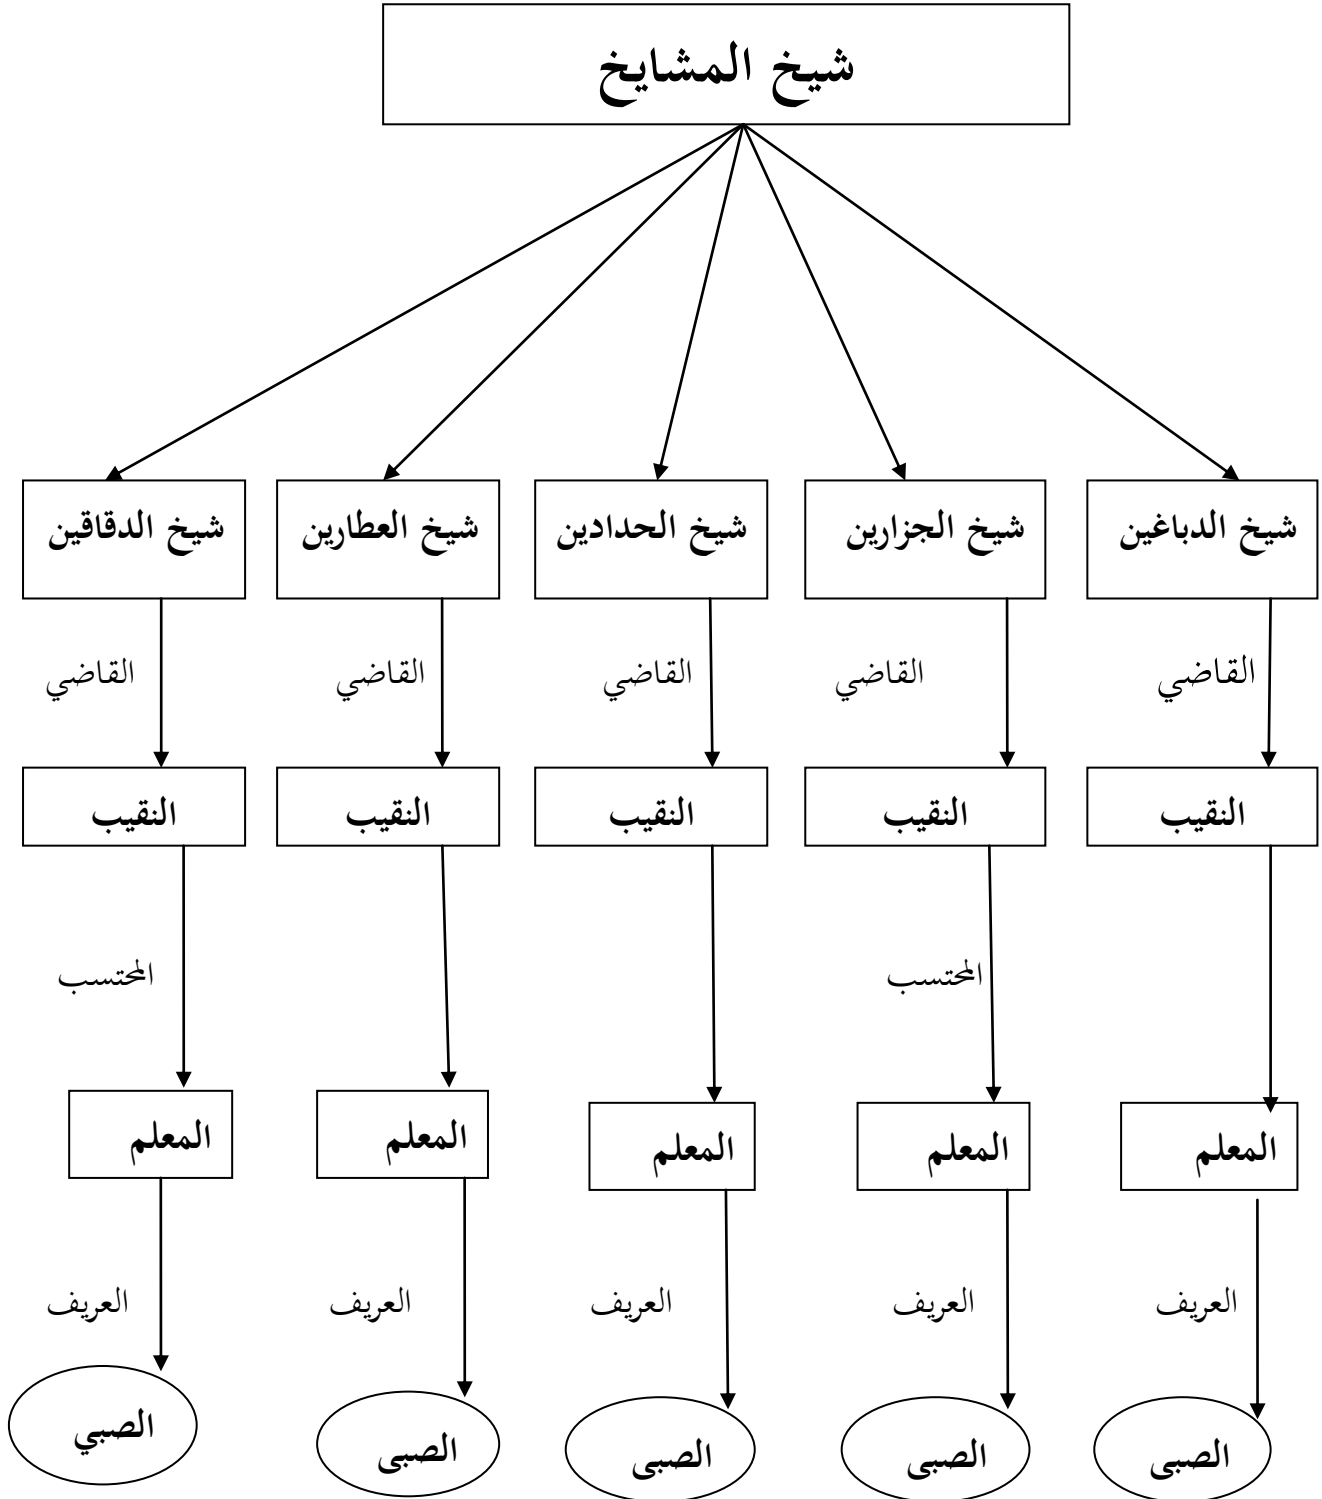 شيخ المشايخ
شيخ الدباغين شيخ الجزارين شيخ الحدادين شيخ العطارين شيخ الدقاقين
القاضي القاضي القاضي القاضي القاضي
النقيب النقيب النقيب النقيب النقيب
المحتسب المحتسب
المعلم المعلم المعلم المعلم المعلم
العريف العريف العريف العريف العريف
الصبى الصبى الصبى الصبى الصبي